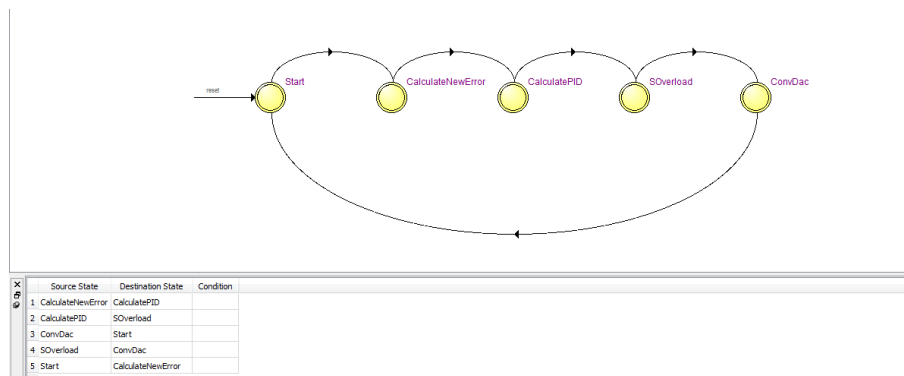 Start
CalculateNewError
CalculatePID
SOverload
ConvDac
reset
Source State Destination State Condition
1 CalculateNewError CalculatePID
2 CalculatePID SOverload
3 ConvDac Start
4 SOverload ConvDac
5 Start CalculateNewError